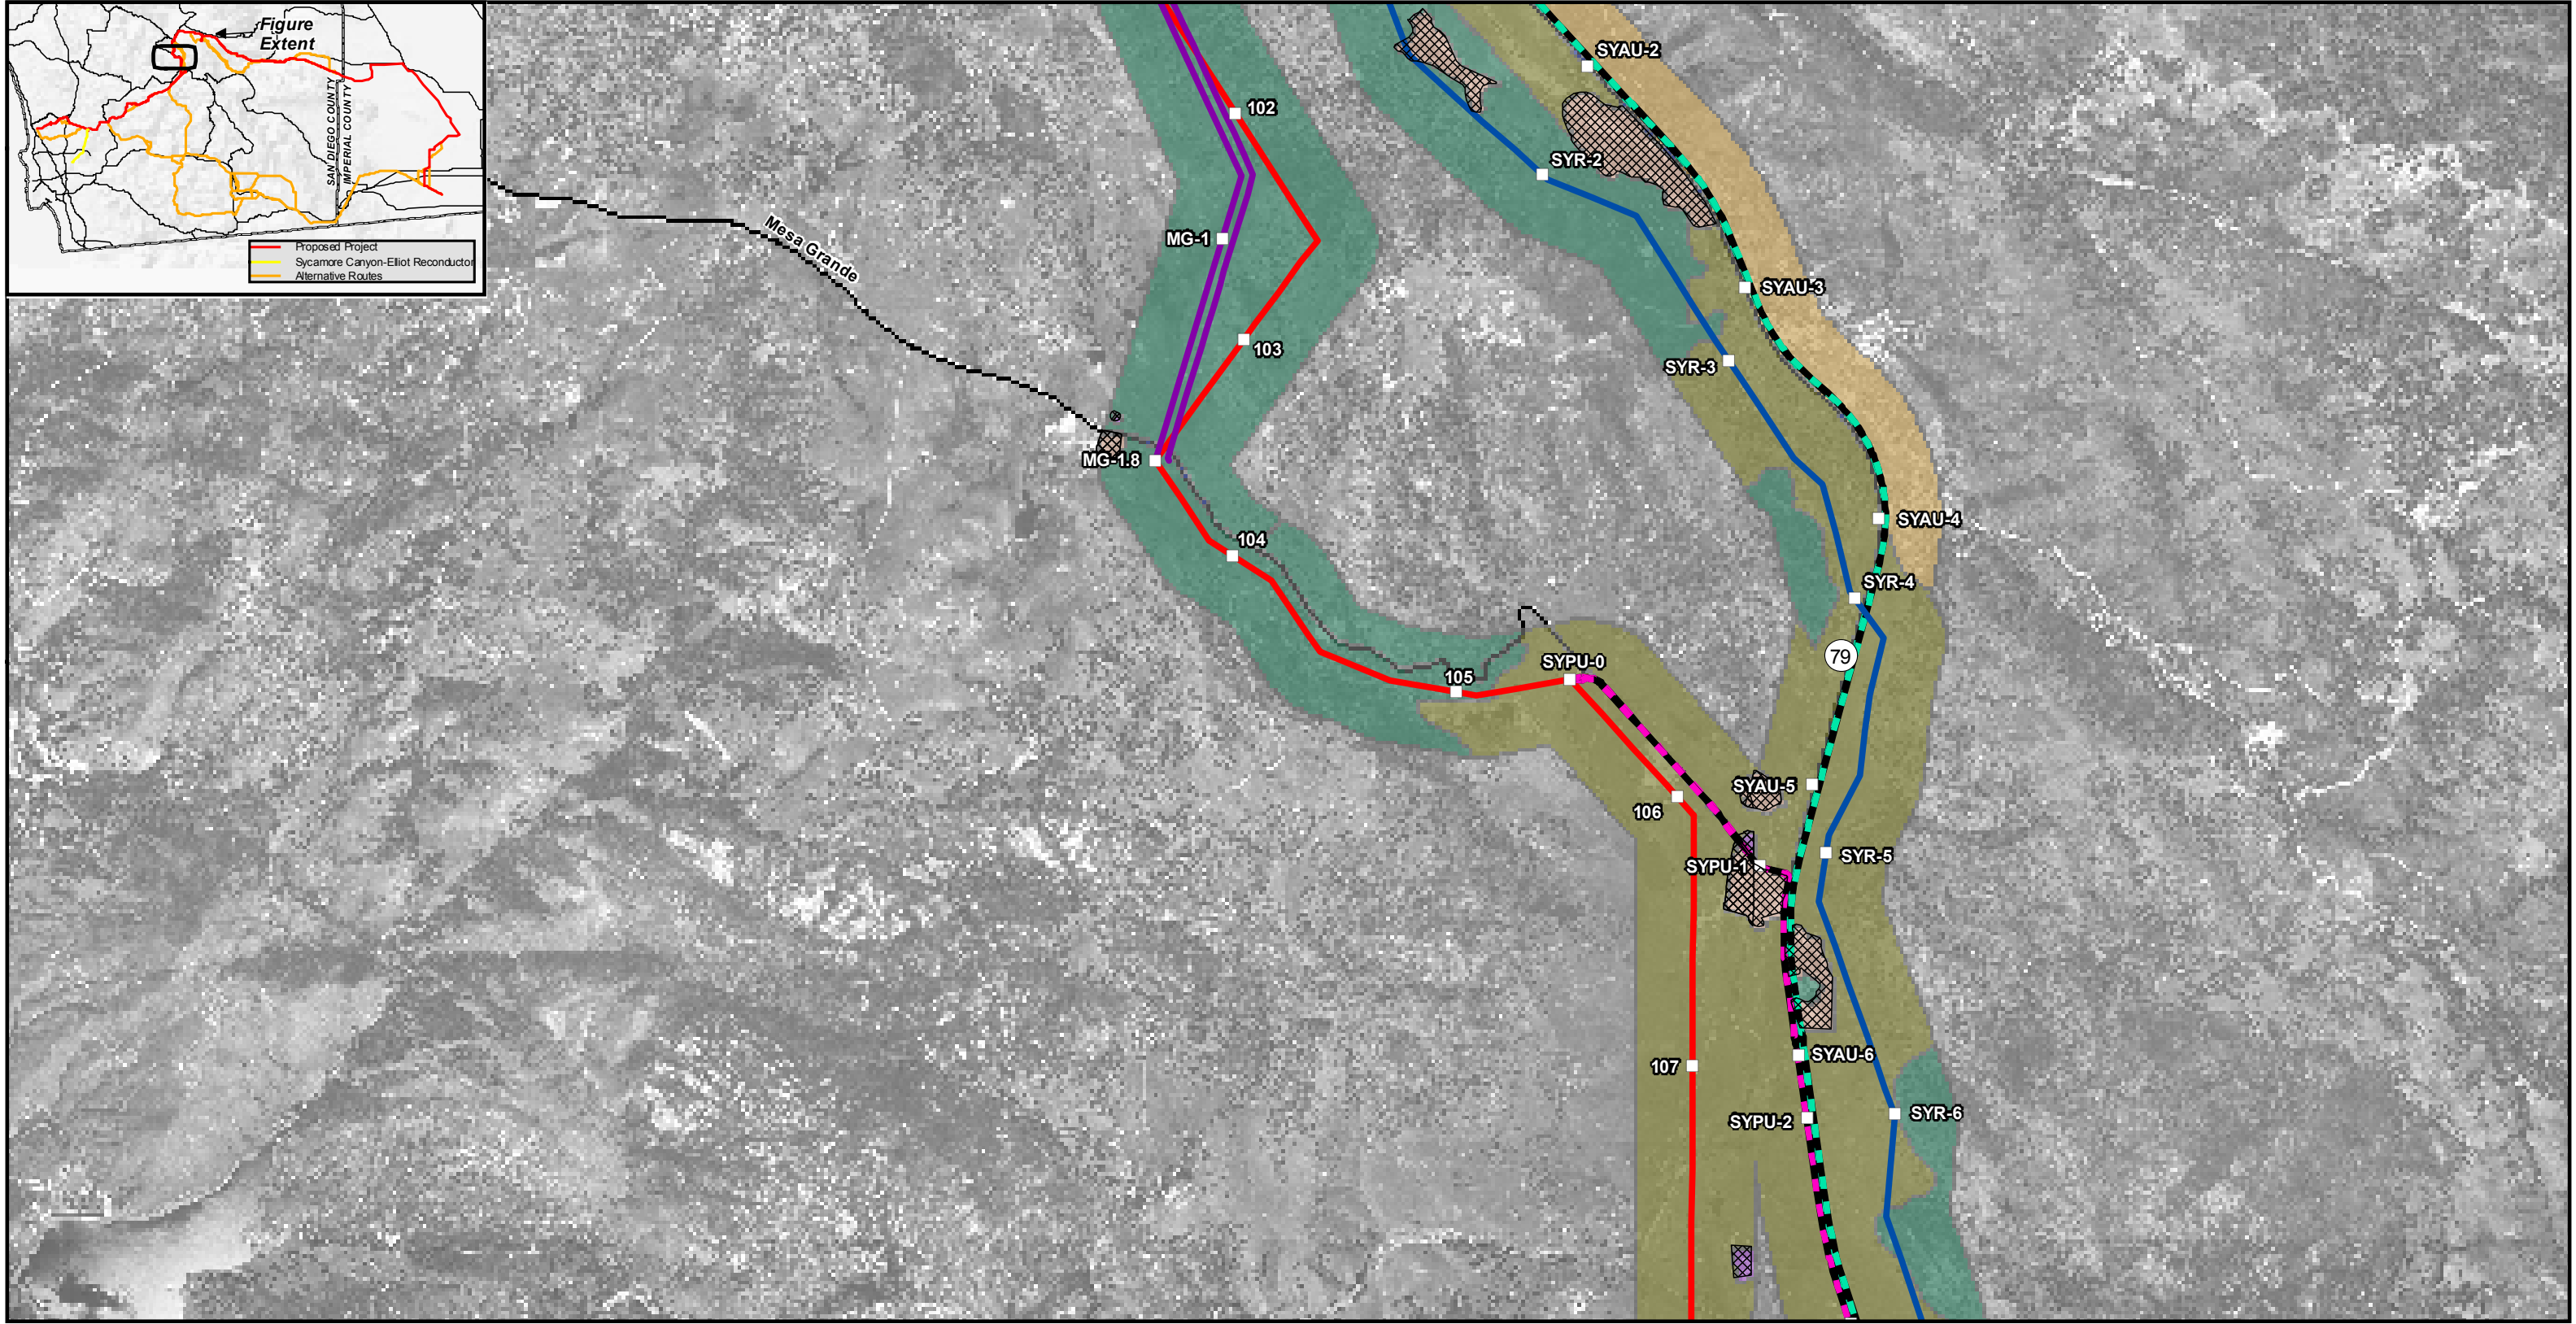 Figure
Extent
SAN DIEGO COUNTY
IMPERIAL COUNTY
Proposed Project
Sycamore Canyon-Elliot Reconductor
Alternative Routes
SYAU-2
102
SYR-2
Mesa Grande
MG-1
SYAU-3
103
SYR-3
MG-1.8
SYAU-4
104
SYR-4
79
SYPU-0
105
SYAU-5
106
SYR-5
SYPU-1
SYAU-6
107
SYR-6
SYPU-2